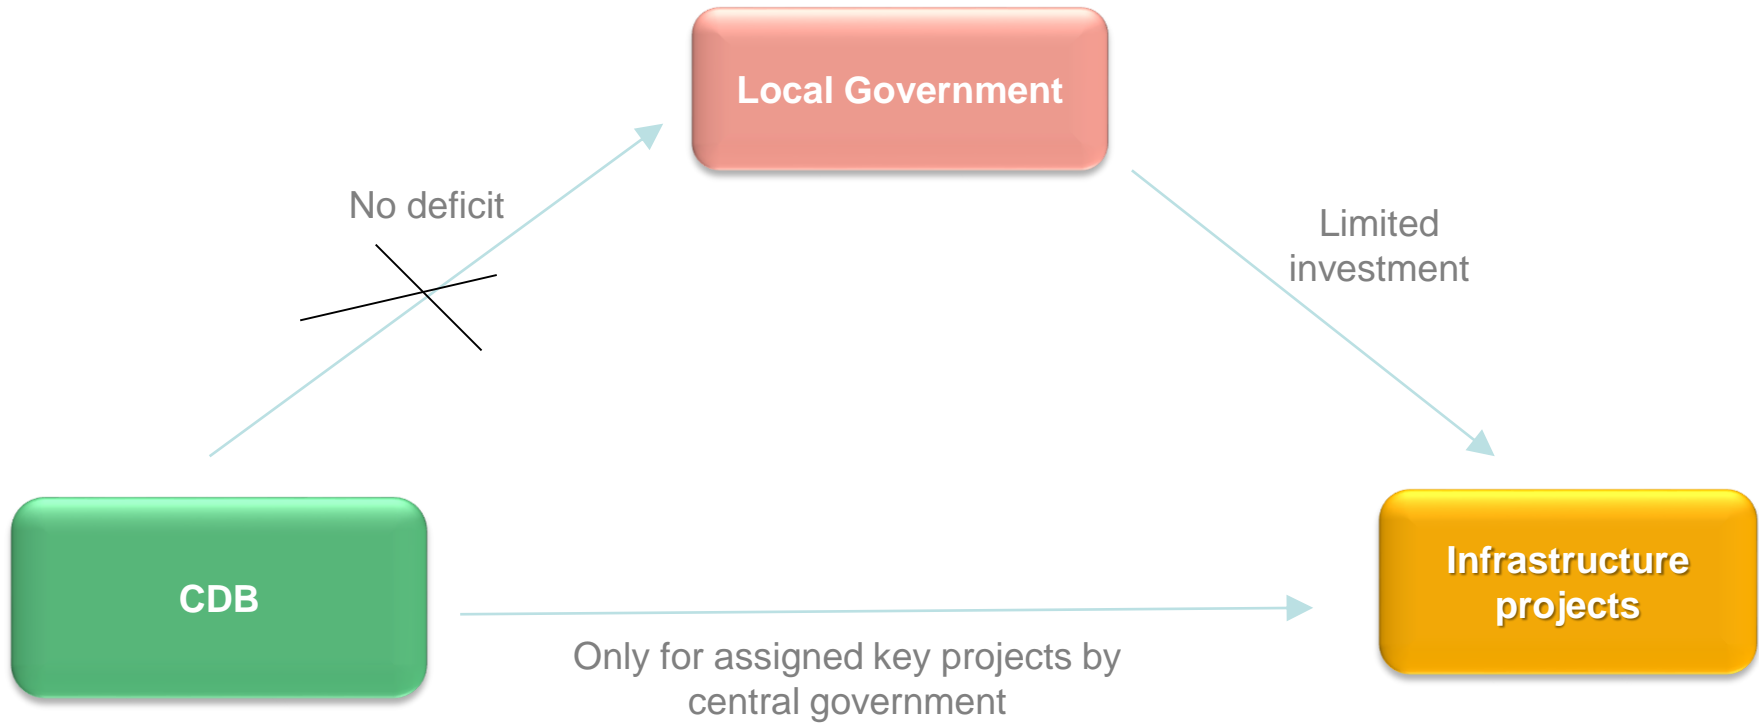 Local Government
No deficit
Limited
investment
CDB
Infrastructure
projects
Only for assigned key projects by
central government